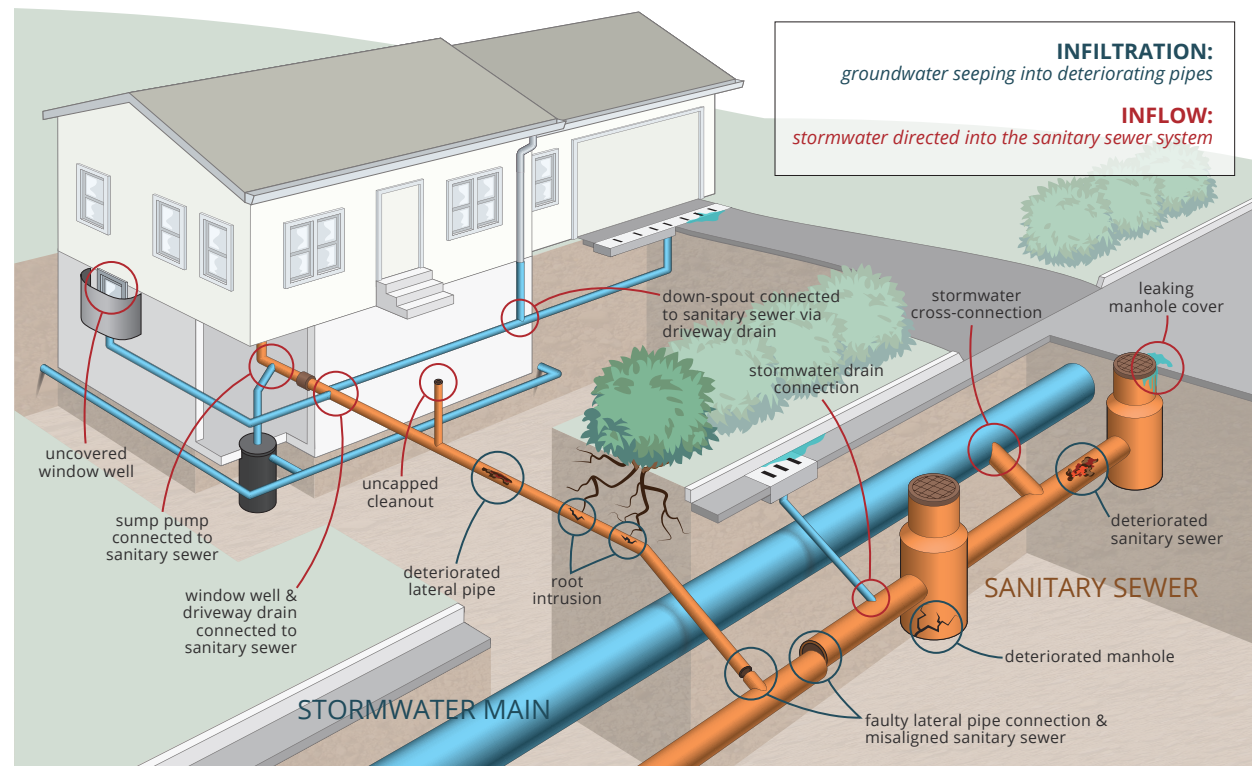 INFILTRATION:
groundwater seeping into deteriorating pipes
INFLOW:
stormwater directed into the sanitary sewer system
down-spout connected
to sanitary sewer via
driveway drain
stormwater
cross-connection
leaking
manhole cover
stormwater drain
connection
uncovered
window well
uncapped
cleanout
sump pump
connected to
sanitary sewer
deteriorated
sanitary sewer
deteriorated
lateral pipe
root
intrusion
window well &
driveway drain
connected to
sanitary sewer
SANITARY SEWER
deteriorated manhole
STORMWATER MAIN
faulty lateral pipe connection &
misaligned sanitary sewer